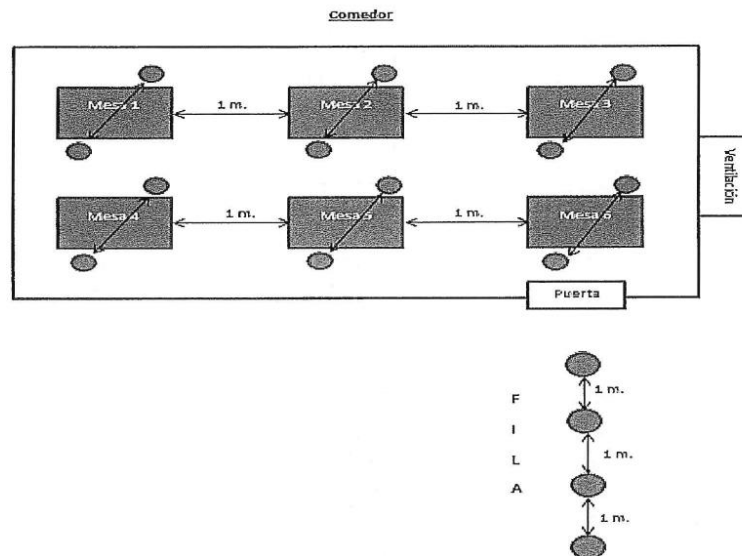 Comedor
Mesa 1
1 m.
Mesa 2
1 m.
Mesa 3
Ventilación
Mesa 4
1 m.
Mesa 5
1 m.
Mesa 6
Puerta
FILA
1 m.
1 m.
1 m.